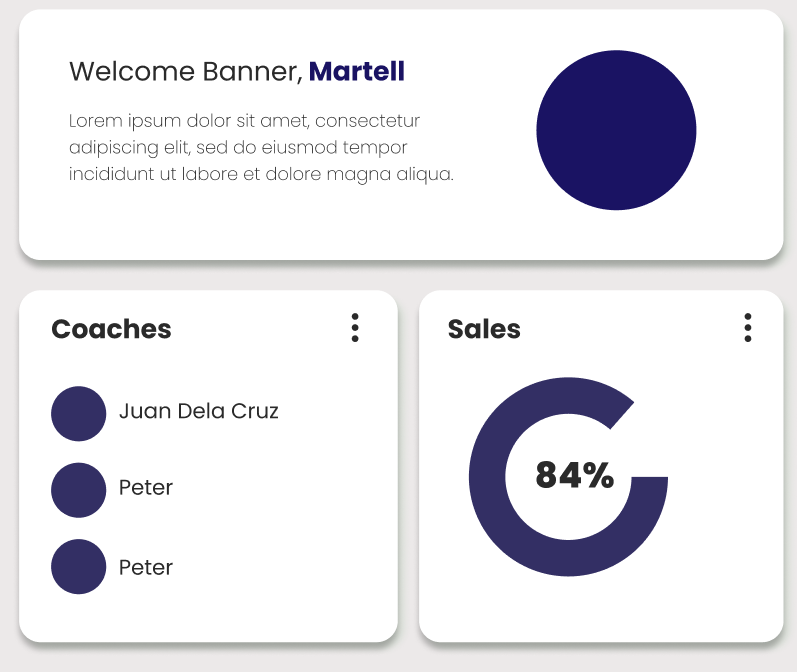 Welcome Banner, Martell
Lorem ipsum dolor sit amet, consectetur
adipiscing elit, sed do eiusmod tempor
incididunt ut labore et dolore magna aliqua.
Coaches
Juan Dela Cruz
Peter
Peter
Sales
84%